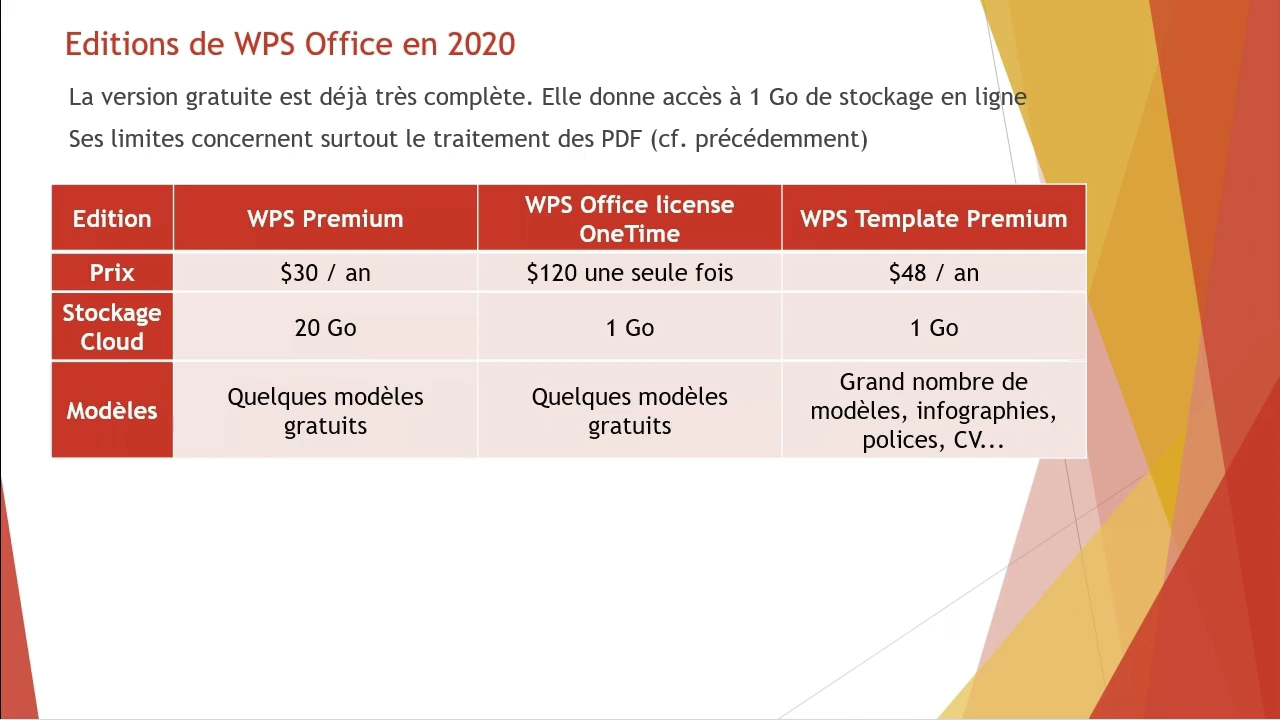 Editions de WPS Office en 2020
La version gratuite est déjà très complète. Elle donne accès à 1 Go de stockage en ligne
Ses limites concernent surtout le traitement des PDF (cf. précédemment)
Edition
WPS Premium
WPS Office license
OneTime
WPS Template Premium
Prix
$30 / an
$120 une seule fois
$48 / an
Stockage
Cloud
20 Go
1 Go
1 Go
Modèles
Quelques modèles
gratuits
Quelques modèles
gratuits
Grand nombre de
modèles, infographies,
polices, CV...